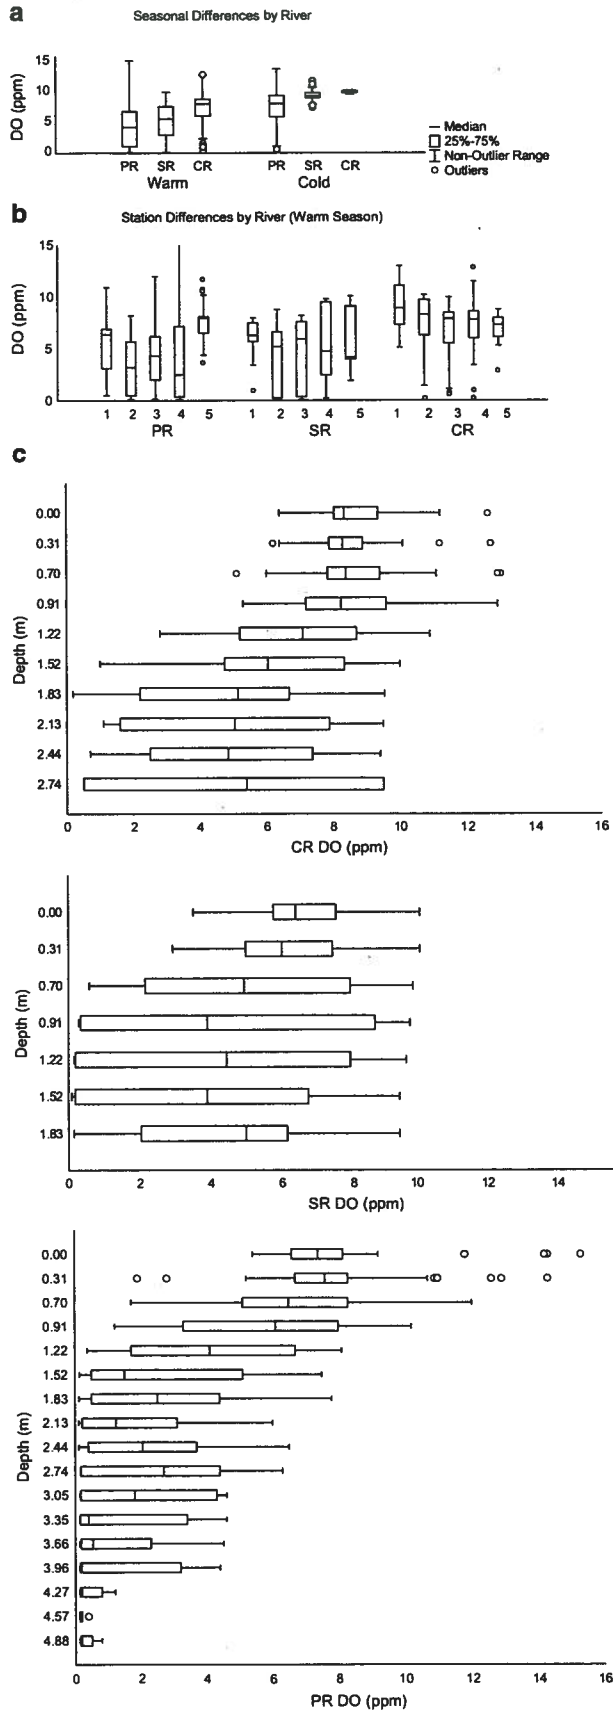 a
Seasonal Differences by River
15
10
5
0
DO (ppm)
PR SR CR PR SR CR
Warm Cold
Median
25%-75%
Non-Outlier Range
Outliers
b
Station Differences by River (Warm Season)
15
10
5
0
DO (ppm)
1 2 3 4 5 1 2 3 4 5 1 2 3 4 5
PR SR CR
c
Depth (m)
0.00
0.31
0.70
0.91
1.22
1.52
1.83
2.13
2.44
2.74
0 2 4 6 8 10 12 14 16
CR DO (ppm)
Depth (m)
0.00
0.31
0.70
0.91
1.22
1.52
1.83
0 2 4 6 8 10 12 14
SR DO (ppm)
Depth (m)
0.00
0.31
0.70
0.91
1.22
1.52
1.83
2.13
2.44
2.74
3.05
3.35
3.66
3.96
4.27
4.57
4.88
0 2 4 6 8 10 12 14 16
PR DO (ppm)